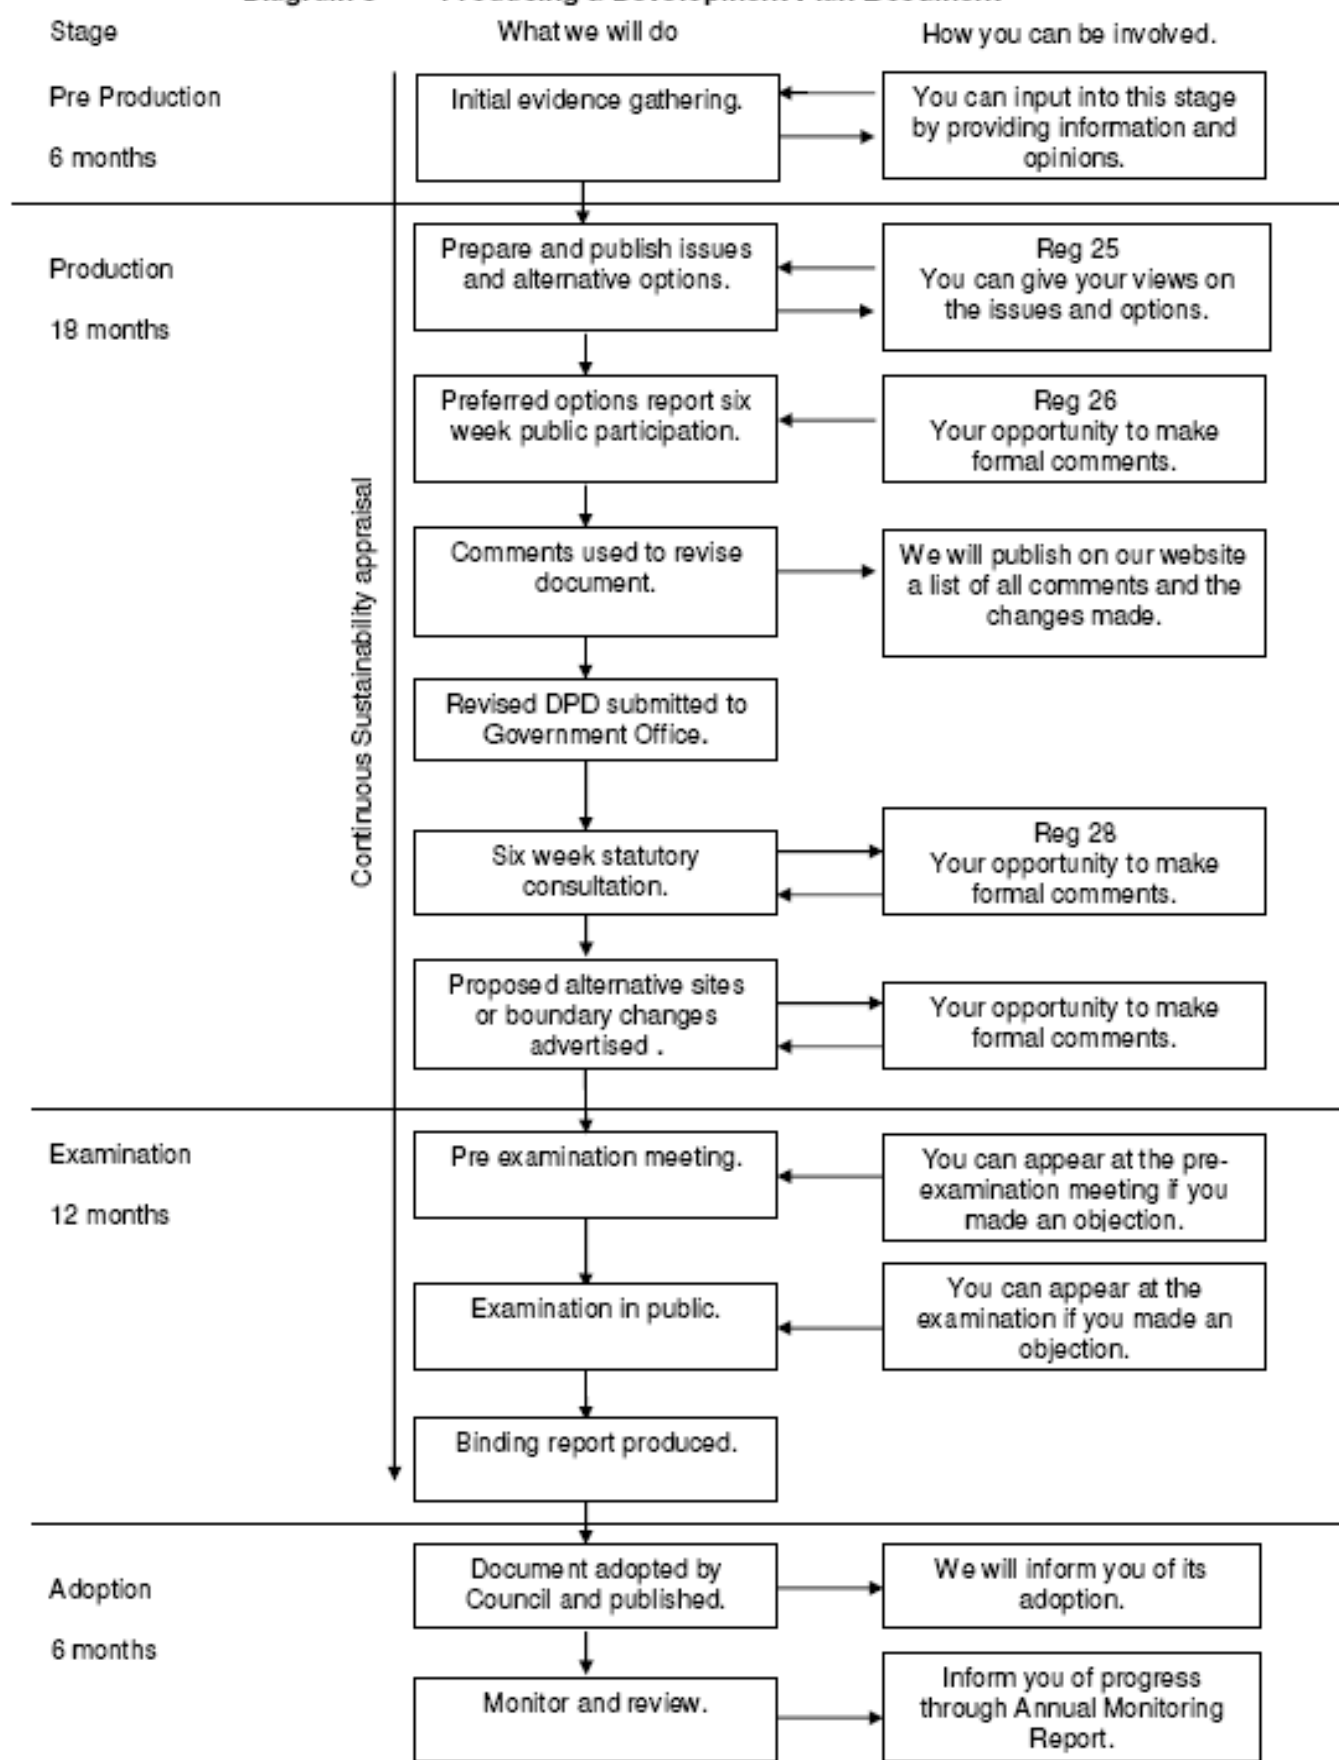 Stage
What we will do
How you can be involved.
Pre Production
6 months
Initial evidence gathering.
You can input into this stage
by providing information and
opinions.
Production
18 months
Prepare and publish issues
and alternative options.
Reg 25
You can give your views on
the issues and options.
Preferred options report six
week public participation.
Reg 26
Your opportunity to make
formal comments.
Continuous Sustainability appraisal
Comments used to revise
document.
We will publish on our website
a list of all comments and the
changes made.
Revised DPD submitted to
Government Office.
Six week statutory
consultation.
Reg 28
Your opportunity to make
formal comments.
Proposed alternative sites
or boundary changes
advertised .
Your opportunity to make
formal comments.
Examination
12 months
Pre examination meeting.
You can appear at the pre-
examination meeting if you
made an objection.
Examination in public.
You can appear at the
examination if you made an
objection.
Binding report produced.
Adoption
6 months
Document adopted by
Council and published.
We will inform you of its
adoption.
Monitor and review.
Inform you of progress
through Annual Monitoring
Report.